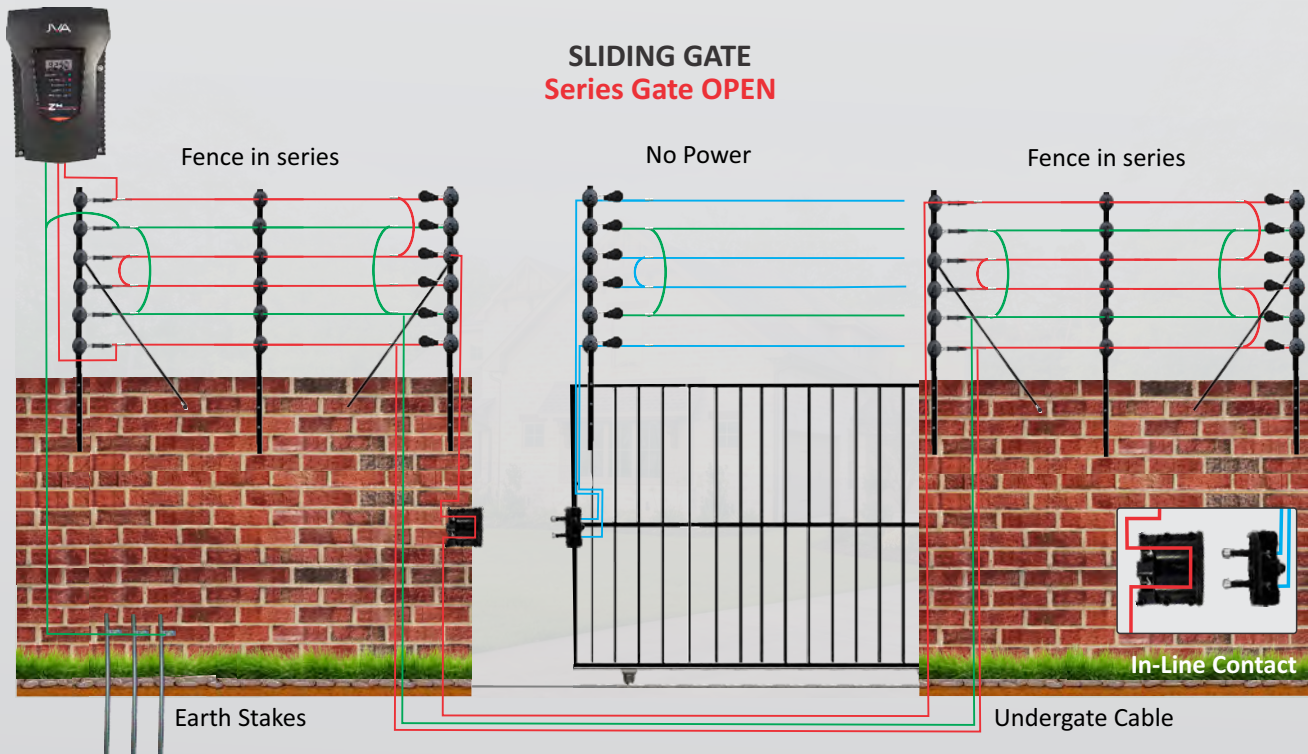 JVA
Z14
SLIDING GATE
Series Gate OPEN
Fence in series
No Power
Fence in series
In-Line Contact
Earth Stakes
Undergate Cable